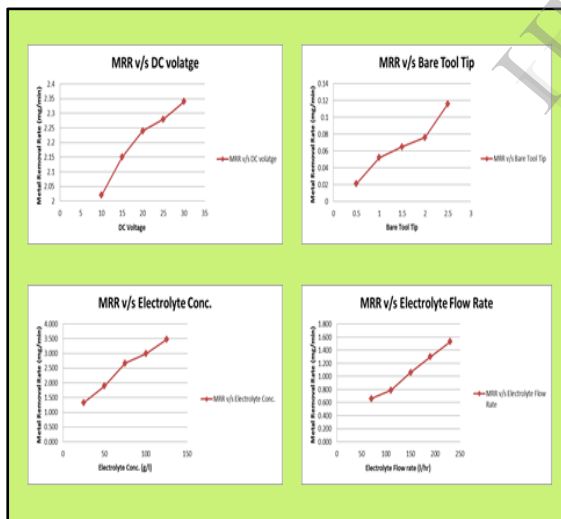 MRR v/s DC volatge
Metal Removal Rate (mg/min)
2.4
2.35
2.3
2.25
2.2
2.15
2.1
2.05
2
0 5 10 15 20 25 30 35
DC Voltage
MRR v/s DC volatge
MRR v/s Bare Tool Tip
Metal Removal Rate (mg/min)
0.14
0.12
0.1
0.08
0.06
0.04
0.02
0
0 0.5 1 1.5 2 2.5 3
Bare Tool Tip
MRR v/s Bare Tool Tip
MRR v/s Electrolyte Conc.
Metal Removal Rate (mg/min)
4.000
3.500
3.000
2.500
2.000
1.500
1.000
0.500
0.000
0 50 100 150
Electrolyte Conc. (g/l)
MRR v/s Electrolyte Conc.
MRR v/s Electrolyte Flow Rate
Metal Removal Rate (mg/min)
1.800
1.600
1.400
1.200
1.000
0.800
0.600
0.400
0.200
0.000
0 50 100 150 200 250
Electrolyte Flow rate (l/hr)
MRR v/s Electrolyte Flow
Rate